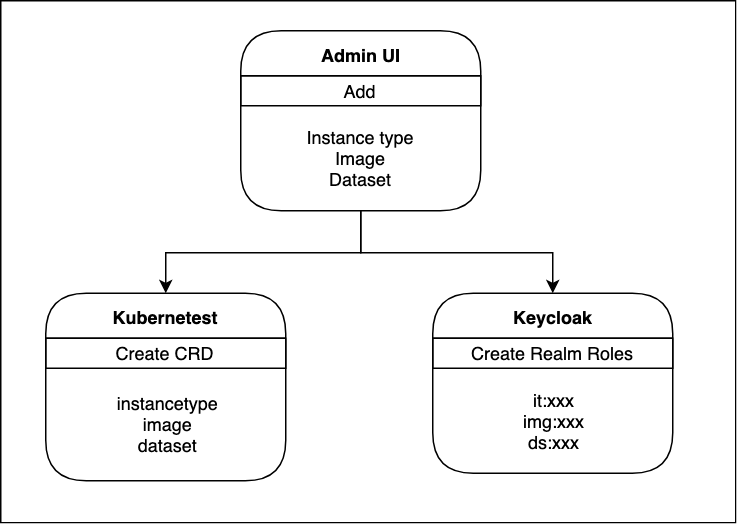 Admin UI
Add
Instance type
Image
Dataset
Kubernetest
Create CRD
instancetype
image
dataset
Keycloak
Create Realm Roles
it:xxx
img:xxx
ds:xxx